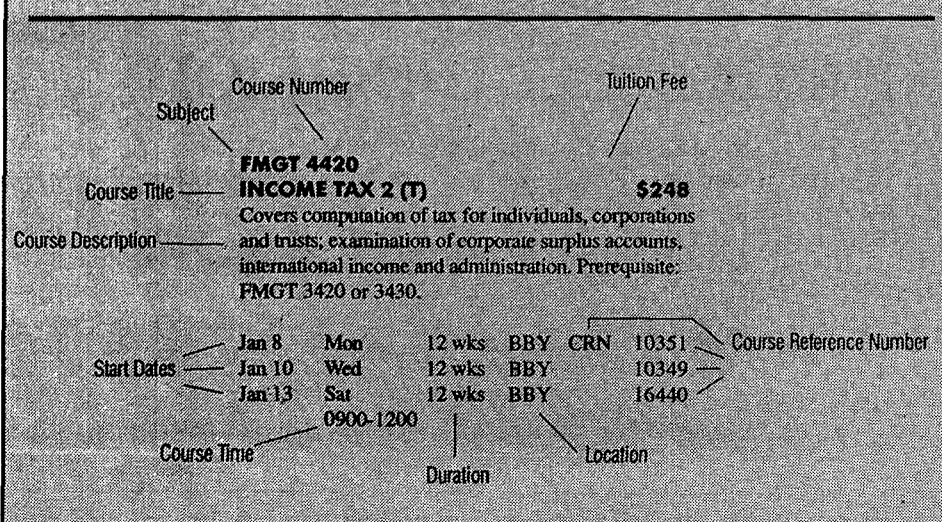 Course Number
Tuition Fee
Subject
FMGT 4420
Course Title
INCOME TAX 2 (T) $248
Covers computation of tax for individuals, corporations
Course Description
and trusts; examination of corporate surplus accounts,
international income and administration. Prerequisite:
FMGT 3420 or 3430.
Jan 8 Mon 12 wks BBY CRN 10351 Course Reference Number
Start Dates Jan 10 Wed 12 wks BBY 10349
Jan 13 Sat 12 wks BBY 16440
0900-1200
Course Time
Location
Duration